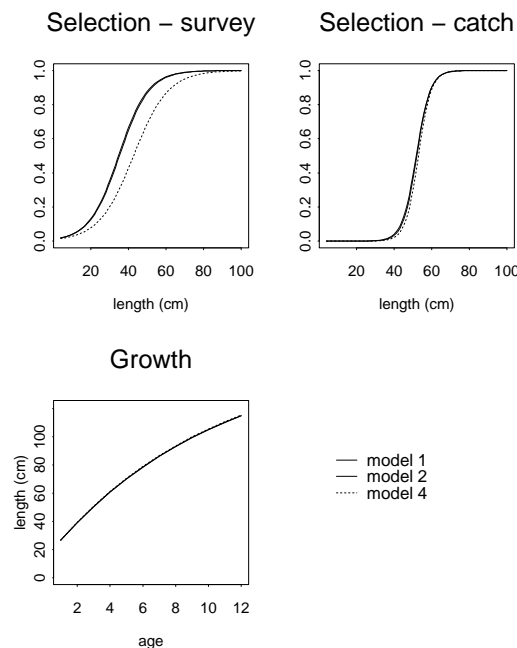 Selection – survey
0.0 0.2 0.4 0.6 0.8 1.0
20 40 60 80 100
length (cm)
Selection – catch
0.0 0.2 0.4 0.6 0.8 1.0
20 40 60 80 100
length (cm)
Growth
length (cm)
0 20 40 60 80 100
2 4 6 8 10 12
age
model 1
model 2
model 4